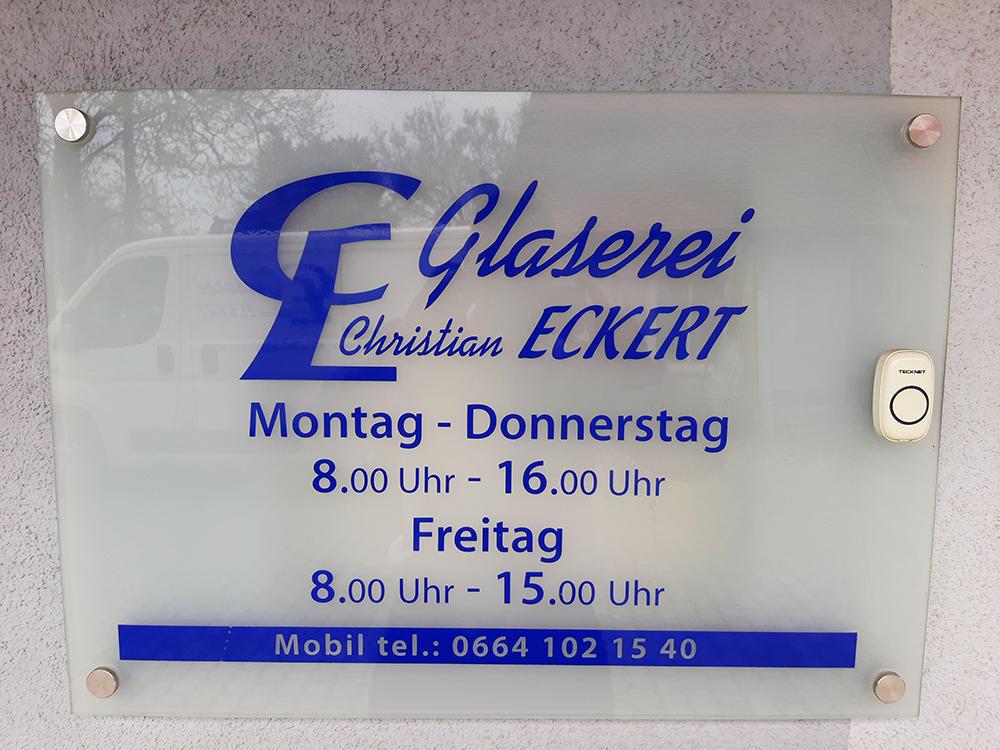 CE Glaserei
Christian ECKERT
Montag - Donnerstag
8.00 Uhr - 16.00 Uhr
Freitag
8.00 Uhr - 15.00 Uhr
Mobil tel.: 0664 102 15 40
TECKNET